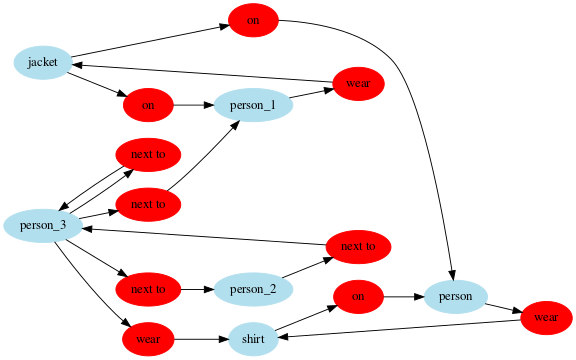 on
jacket
wear
on
person_1
next to
next to
person_3
next to
next to
person_2
on
person
wear
wear
shirt